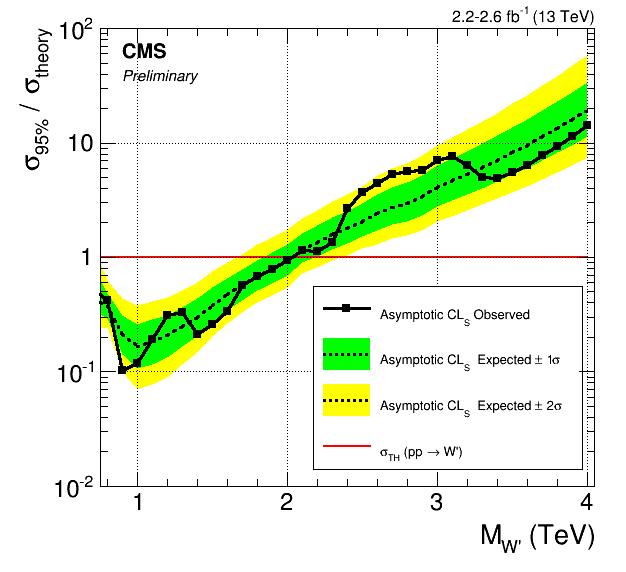 2.2-2.6 fb⁻¹ (13 TeV)
CMS
Preliminary
σ95% / σtheory
10²
10
1
10⁻¹
10⁻²
Asymptotic CLS Observed
Asymptotic CLS Expected ± 1σ
Asymptotic CLS Expected ± 2σ
σTH (pp → W')
1 2 3 4
MW' (TeV)